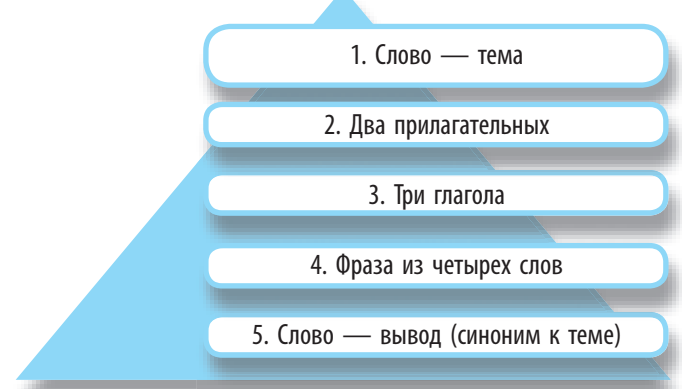 1. Слово — тема
2. Два прилагательных
3. Три глагола
4. Фраза из четырех слов
5. Слово — вывод (синоним к теме)